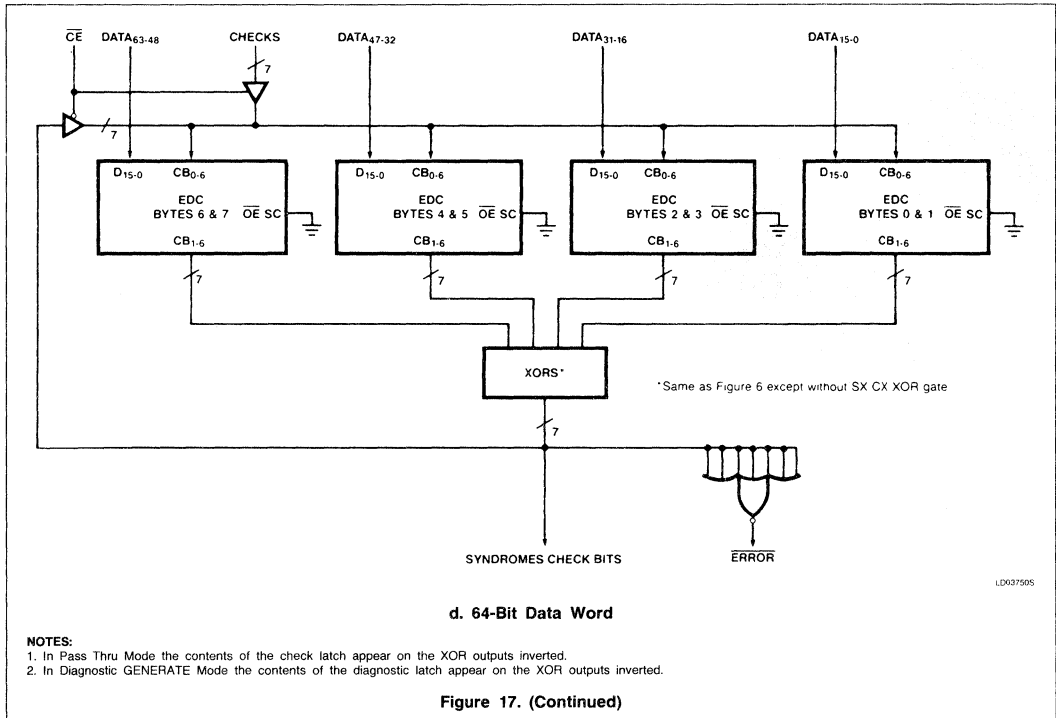 C̅E̅ DATA63-48 CHECKS DATA47-32 DATA31-16 DATA15-0
7
7
D15-0 CB0-6
EDC
BYTES 6 & 7 O̅E̅ SC
CB1-6
D15-0 CB0-6
EDC
BYTES 4 & 5 O̅E̅ SC
CB1-6
D15-0 CB0-6
EDC
BYTES 2 & 3 O̅E̅ SC
CB1-6
D15-0 CB0-6
EDC
BYTES 0 & 1 O̅E̅ SC
CB1-6
7
7
7
7
XORS*
*Same as Figure 6 except without SX CX XOR gate
7
SYNDROMES CHECK BITS
E̅R̅R̅O̅R̅
LD03750S
d. 64-Bit Data Word
NOTES:
1. In Pass Thru Mode the contents of the check latch appear on the XOR outputs inverted.
2. In Diagnostic GENERATE Mode the contents of the diagnostic latch appear on the XOR outputs inverted.
Figure 17. (Continued)